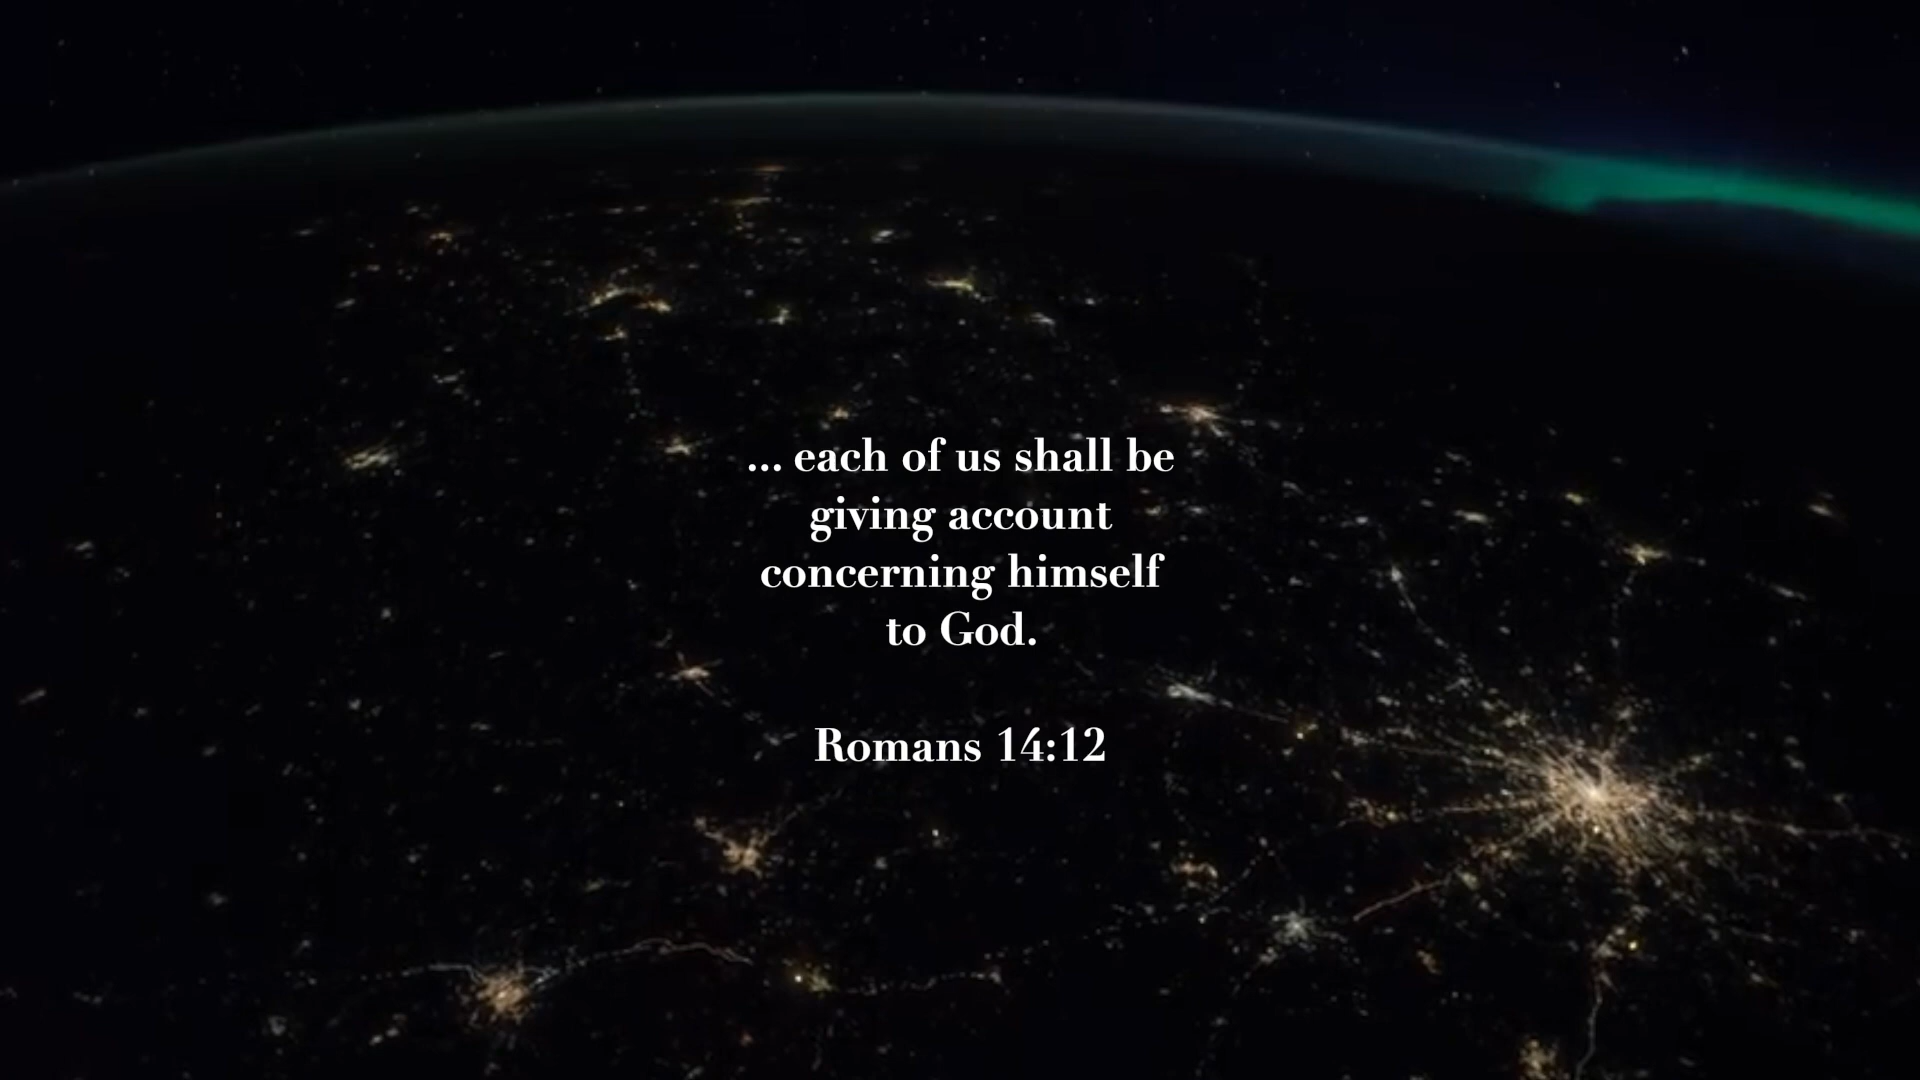 ... each of us shall be
giving account
concerning himself
to God.
Romans 14:12